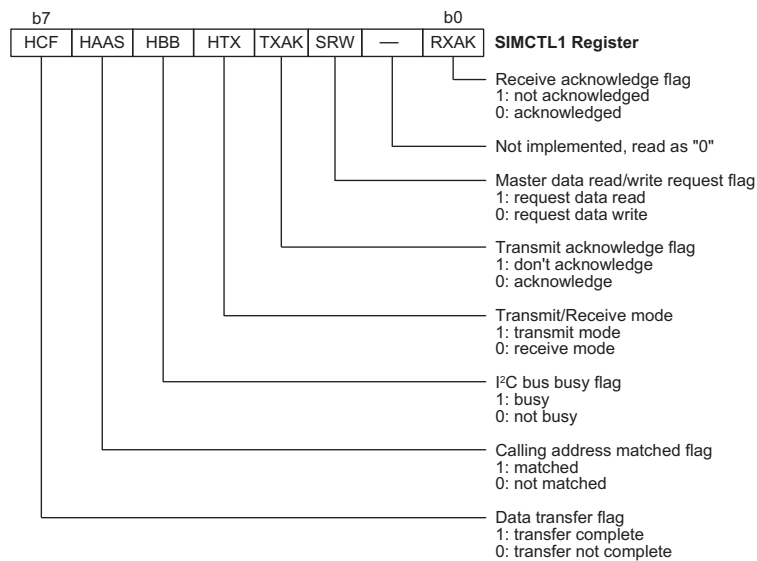 b7 b0
HCF HAAS HBB HTX TXAK SRW — RXAK SIMCTL1 Register
Receive acknowledge flag
1: not acknowledged
0: acknowledged
Not implemented, read as "0"
Master data read/write request flag
1: request data read
0: request data write
Transmit acknowledge flag
1: don't acknowledge
0: acknowledge
Transmit/Receive mode
1: transmit mode
0: receive mode
I²C bus busy flag
1: busy
0: not busy
Calling address matched flag
1: matched
0: not matched
Data transfer flag
1: transfer complete
0: transfer not complete